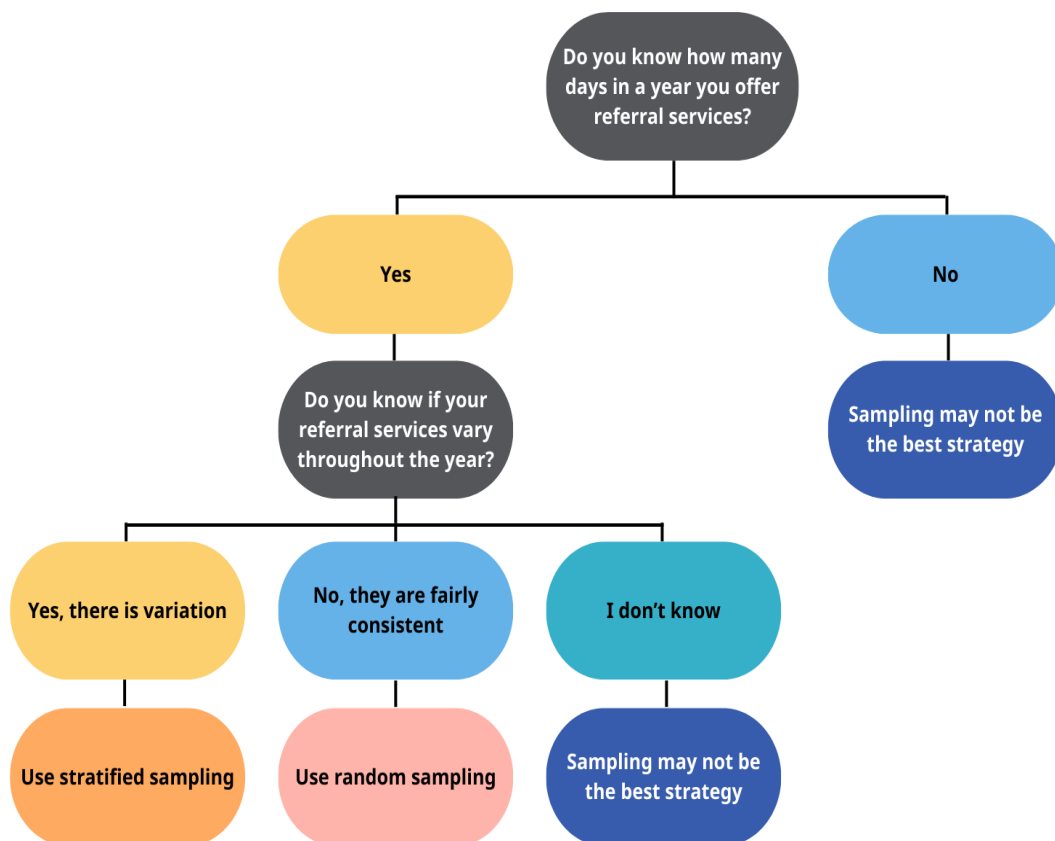 Do you know how many
days in a year you offer
referral services?
Yes
No
Do you know if your
referral services vary
throughout the year?
Sampling may not be
the best strategy
Yes, there is variation
No, they are fairly
consistent
I don’t know
Use stratified sampling
Use random sampling
Sampling may not be
the best strategy